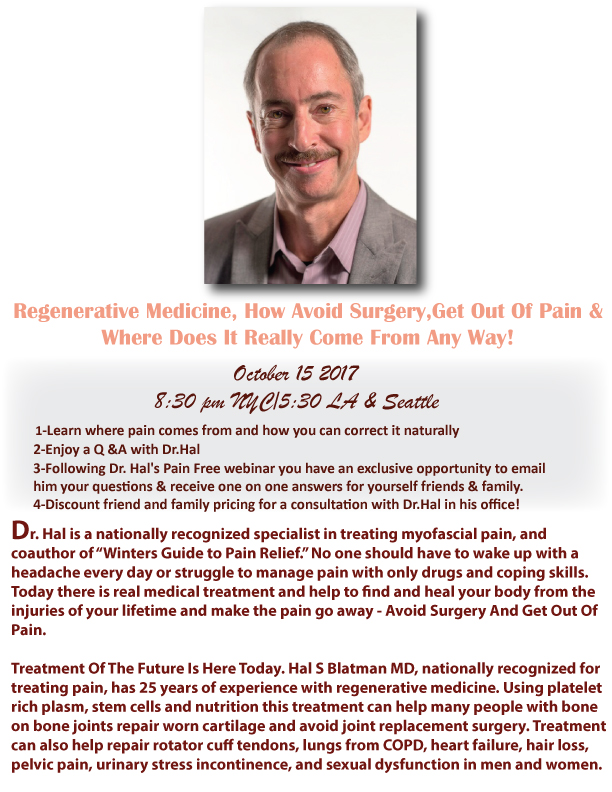 Regenerative Medicine, How Avoid Surgery,Get Out Of Pain &
Where Does It Really Come From Any Way!
October 15 2017
8:30 pm NYC|5:30 LA & Seattle
1-Learn where pain comes from and how you can correct it naturally
2-Enjoy a Q &A with Dr.Hal
3-Following Dr. Hal's Pain Free webinar you have an exclusive opportunity to email
him your questions & receive one on one answers for yourself friends & family.
4-Discount friend and family pricing for a consultation with Dr.Hal in his office!
Dr. Hal is a nationally recognized specialist in treating myofascial pain, and
coauthor of “Winters Guide to Pain Relief.” No one should have to wake up with a
headache every day or struggle to manage pain with only drugs and coping skills.
Today there is real medical treatment and help to find and heal your body from the
injuries of your lifetime and make the pain go away - Avoid Surgery And Get Out Of
Pain.
Treatment Of The Future Is Here Today. Hal S Blatman MD, nationally recognized for
treating pain, has 25 years of experience with regenerative medicine. Using platelet
rich plasm, stem cells and nutrition this treatment can help many people with bone
on bone joints repair worn cartilage and avoid joint replacement surgery. Treatment
can also help repair rotator cuff tendons, lungs from COPD, heart failure, hair loss,
pelvic pain, urinary stress incontinence, and sexual dysfunction in men and women.